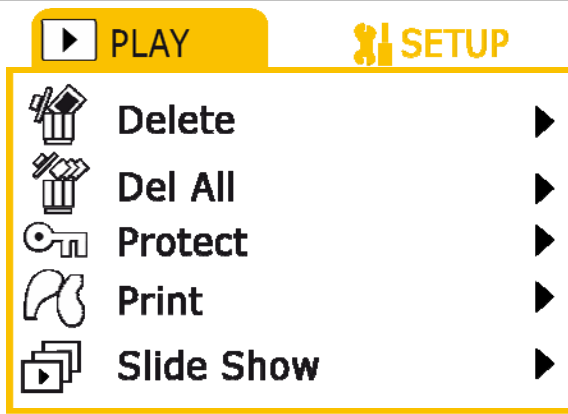 PLAY SETUP
Delete
Del All
Protect
Print
Slide Show